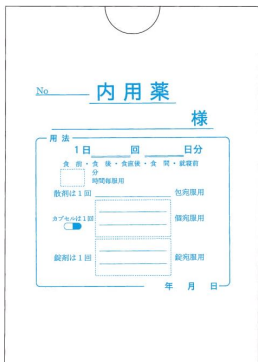 No 内用薬
様
用法
1日 回 日分
食前・食後・食直後・食間・就寝前
分
時間毎服用
散剤は1回 包宛服用
カプセルは1回 個宛服用
錠剤は1回 錠宛服用
年 月 日